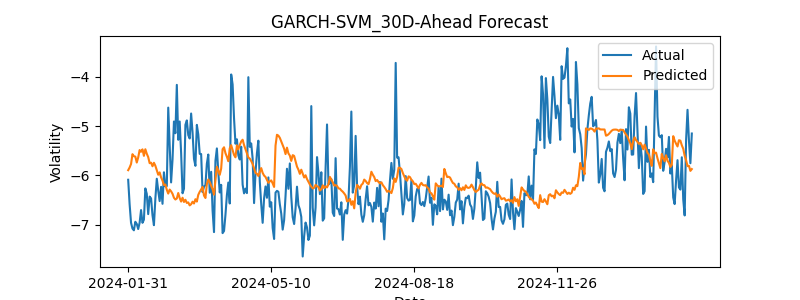 GARCH-SVM_30D-Ahead Forecast
Actual
Predicted
Volatility
−4
−5
−6
−7
2024-01-31
2024-05-10
2024-08-18
2024-11-26